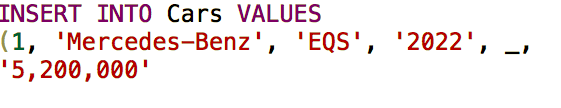 INSERT INTO Cars VALUES
(1, 'Mercedes-Benz', 'EQS', '2022', _,
'5,200,000'